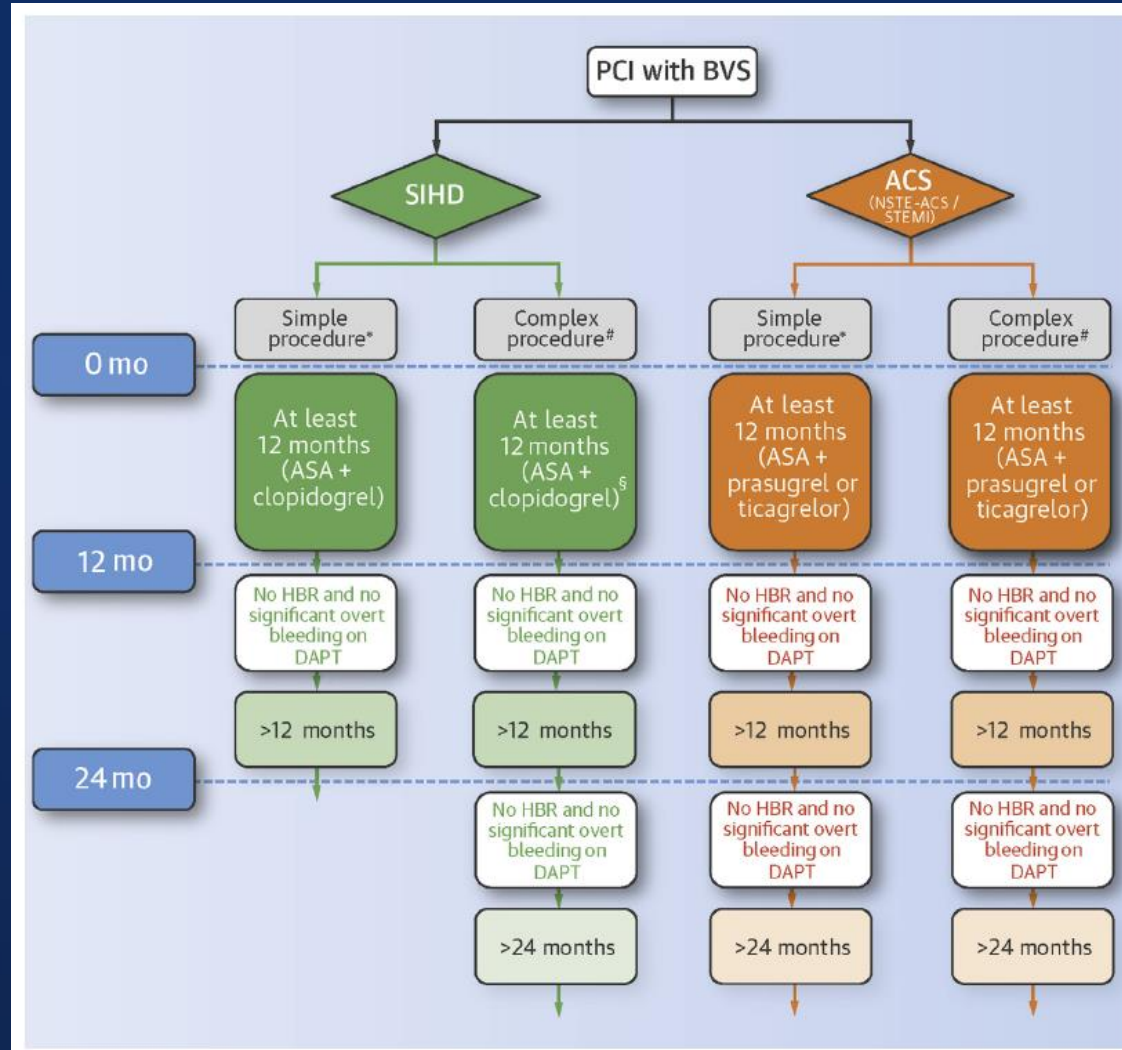 PCI with BVS
SIHD
ACS
(NSTE-ACS /
STEMI)
Simple
procedure*
Complex
procedure#
Simple
procedure*
Complex
procedure#
0 mo
At least
12 months
(ASA +
clopidogrel)
At least
12 months
(ASA +
clopidogrel)§
At least
12 months
(ASA +
prasugrel or
ticagrelor)
At least
12 months
(ASA +
prasugrel or
ticagrelor)
12 mo
No HBR and no
significant overt
bleeding on
DAPT
No HBR and no
significant overt
bleeding on
DAPT
No HBR and no
significant overt
bleeding on
DAPT
No HBR and no
significant overt
bleeding on
DAPT
>12 months
>12 months
>12 months
>12 months
24 mo
No HBR and no
significant overt
bleeding on
DAPT
No HBR and no
significant overt
bleeding on
DAPT
No HBR and no
significant overt
bleeding on
DAPT
>24 months
>24 months
>24 months